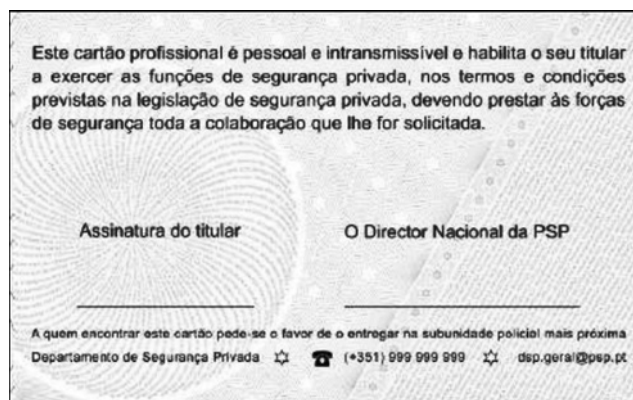 Este cartão profissional é pessoal e intransmissível e habilita o seu titular
a exercer as funções de segurança privada, nos termos e condições
previstas na legislação de segurança privada, devendo prestar às forças
de segurança toda a colaboração que lhe for solicitada.
Assinatura do titular O Director Nacional da PSP
A quem encontrar este cartão pede-se o favor de o entregar na subunidade policial mais próxima
Departamento de Segurança Privada ✡ ☎ (+351) 999 999 999 ✡ dsp.geral@psp.pt